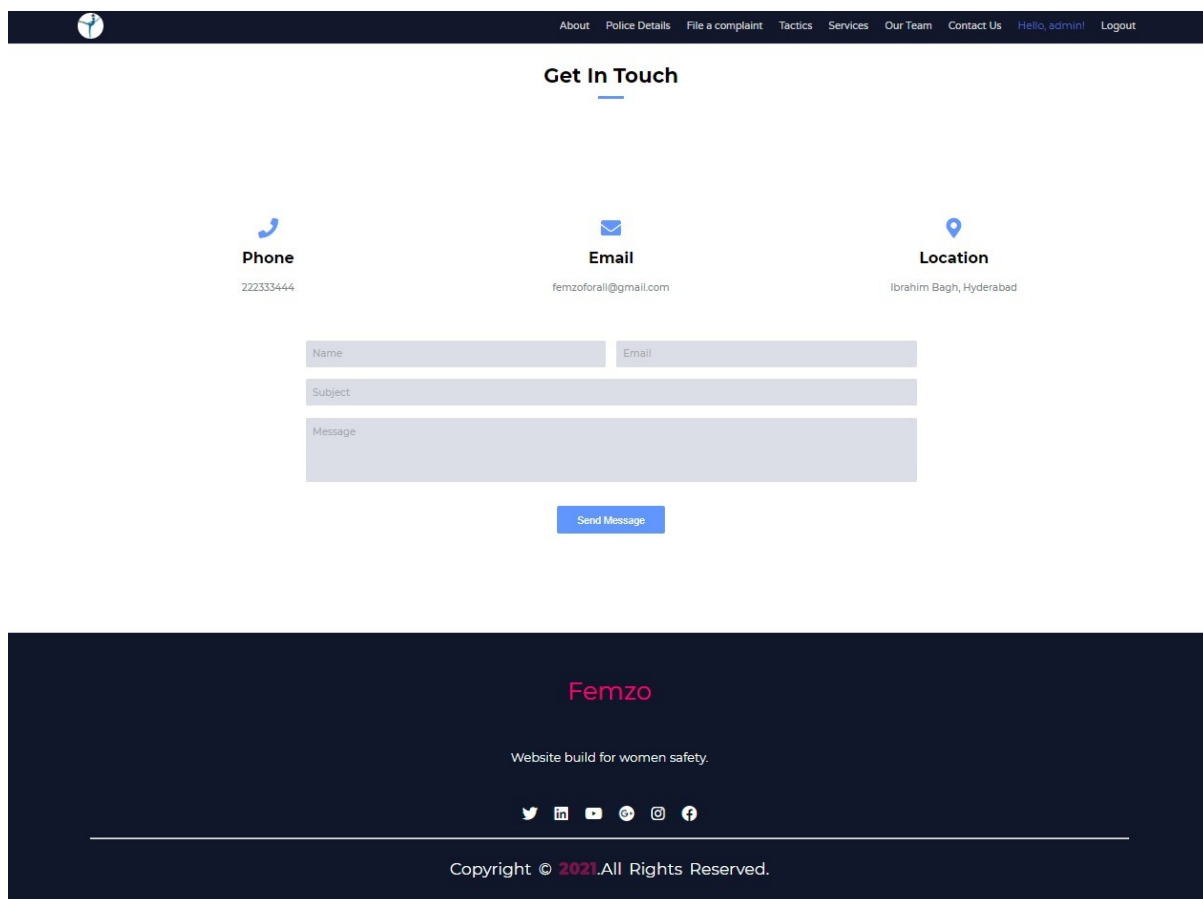 About Police Details File a complaint Tactics Services Our Team Contact Us Hello, admin! Logout
Get In Touch
Phone Email Location
222333444 femzoforall@gmail.com Ibrahim Bagh, Hyderabad
Name Email
Subject
Message
Send Message
Femzo
Website build for women safety.
Copyright © 2021.All Rights Reserved.